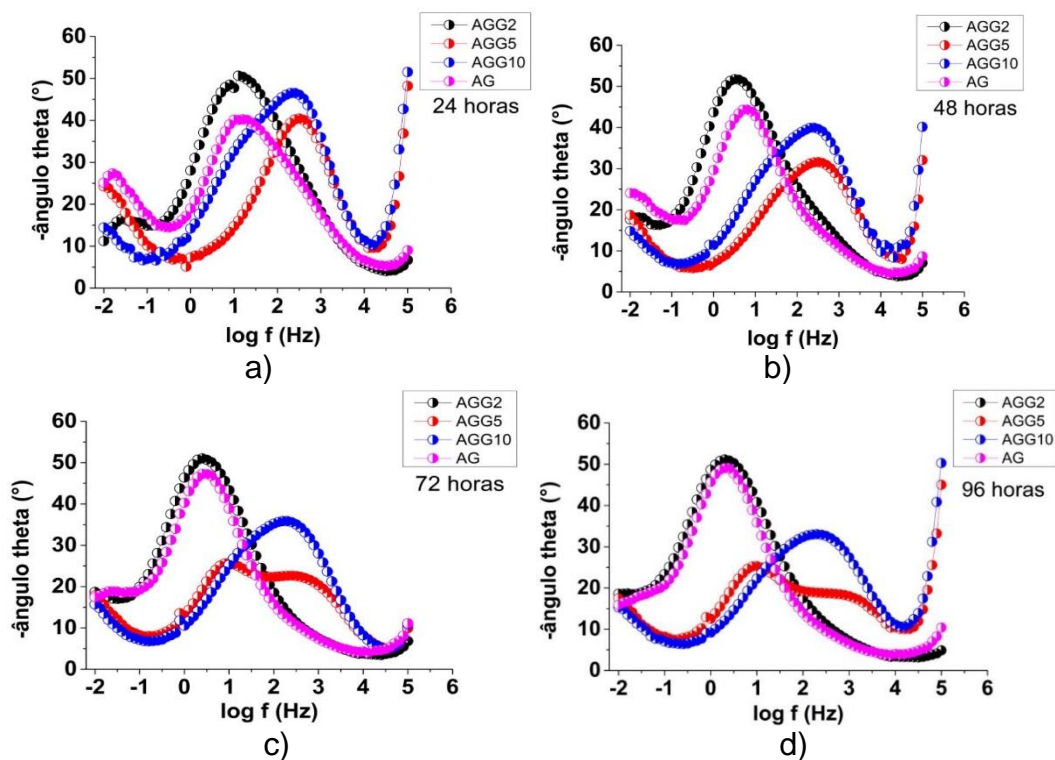 AGG2
AGG5
AGG10
AG
24 horas
60
50
40
30
20
10
0
-ângulo theta (°)
-2 -1 0 1 2 3 4 5 6
log f (Hz)
a)
AGG2
AGG5
AGG10
AG
48 horas
60
50
40
30
20
10
0
-ângulo theta (°)
-2 -1 0 1 2 3 4 5 6
log f (Hz)
b)
AGG2
AGG5
AGG10
AG
72 horas
60
50
40
30
20
10
0
-ângulo theta (°)
-2 -1 0 1 2 3 4 5 6
log f (Hz)
c)
AGG2
AGG5
AGG10
AG
96 horas
60
50
40
30
20
10
0
-ângulo theta (°)
-2 -1 0 1 2 3 4 5 6
log f (Hz)
d)